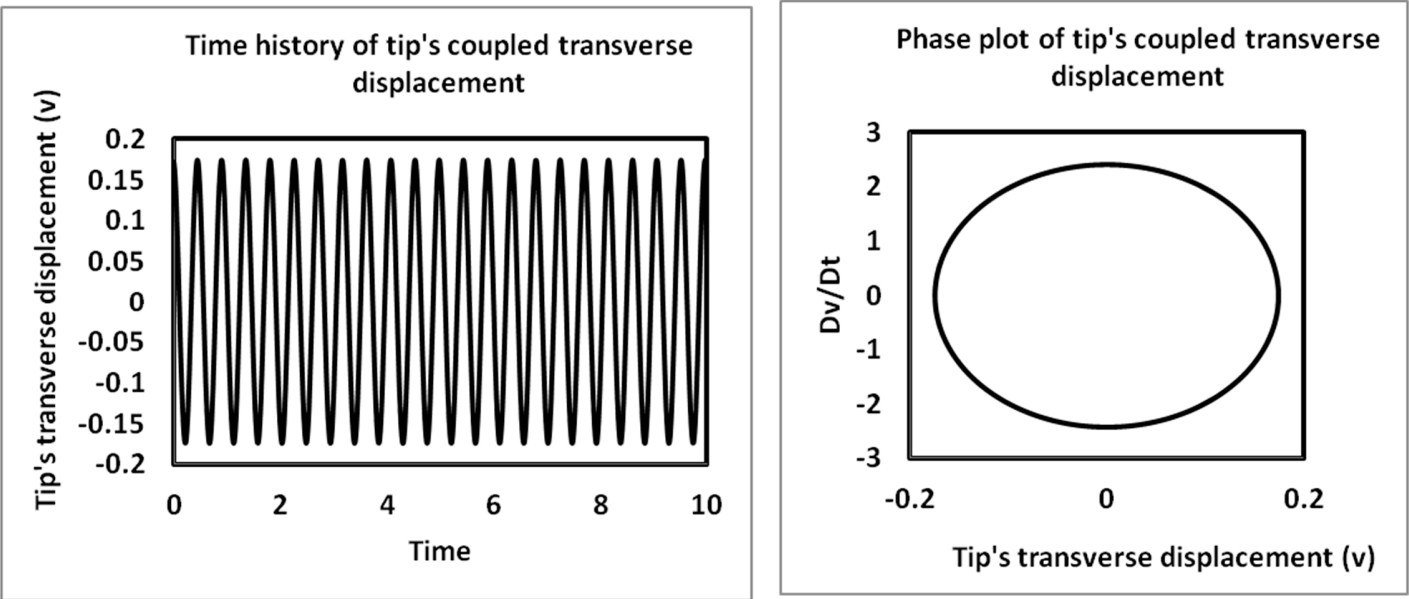 Time history of tip's coupled transverse
displacement
Tip's transverse displacement (v)
0.2
0.15
0.1
0.05
0
-0.05
-0.1
-0.15
-0.2
0 2 4 6 8 10
Time
Phase plot of tip's coupled transverse
displacement
Dv/Dt
3
2
1
0
-1
-2
-3
-0.2 0 0.2
Tip's transverse displacement (v)